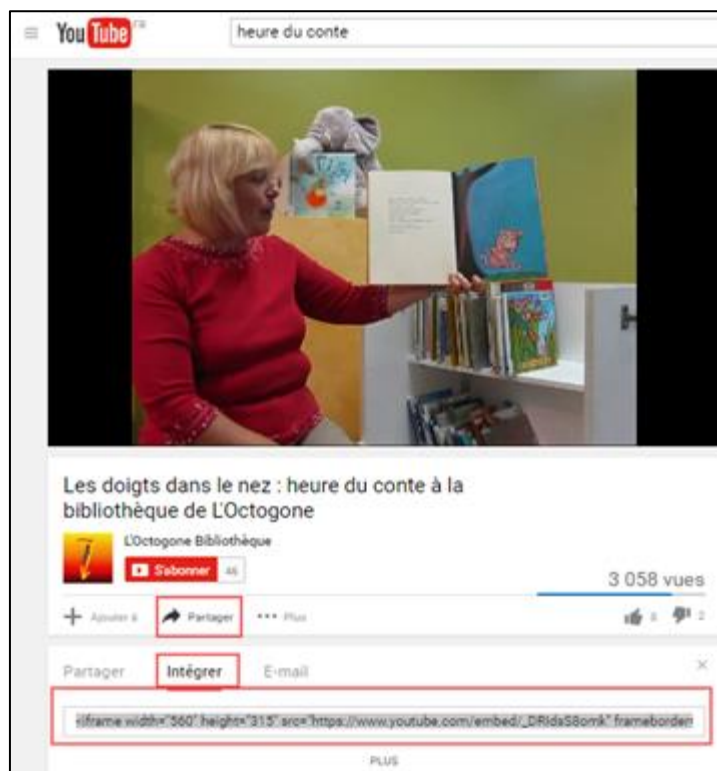 YouTube FR
heure du conte
Les doigts dans le nez : heure du conte à la
bibliothèque de L'Octogone
L'Octogone Bibliothèque
S'abonner 46
3 058 vues
Ajouter à Partager Plus
Partager Intégrer E-mail
<iframe width="560" height="315" src="https://www.youtube.com/embed/_DRIdaS8omk" frameborder=
PLUS